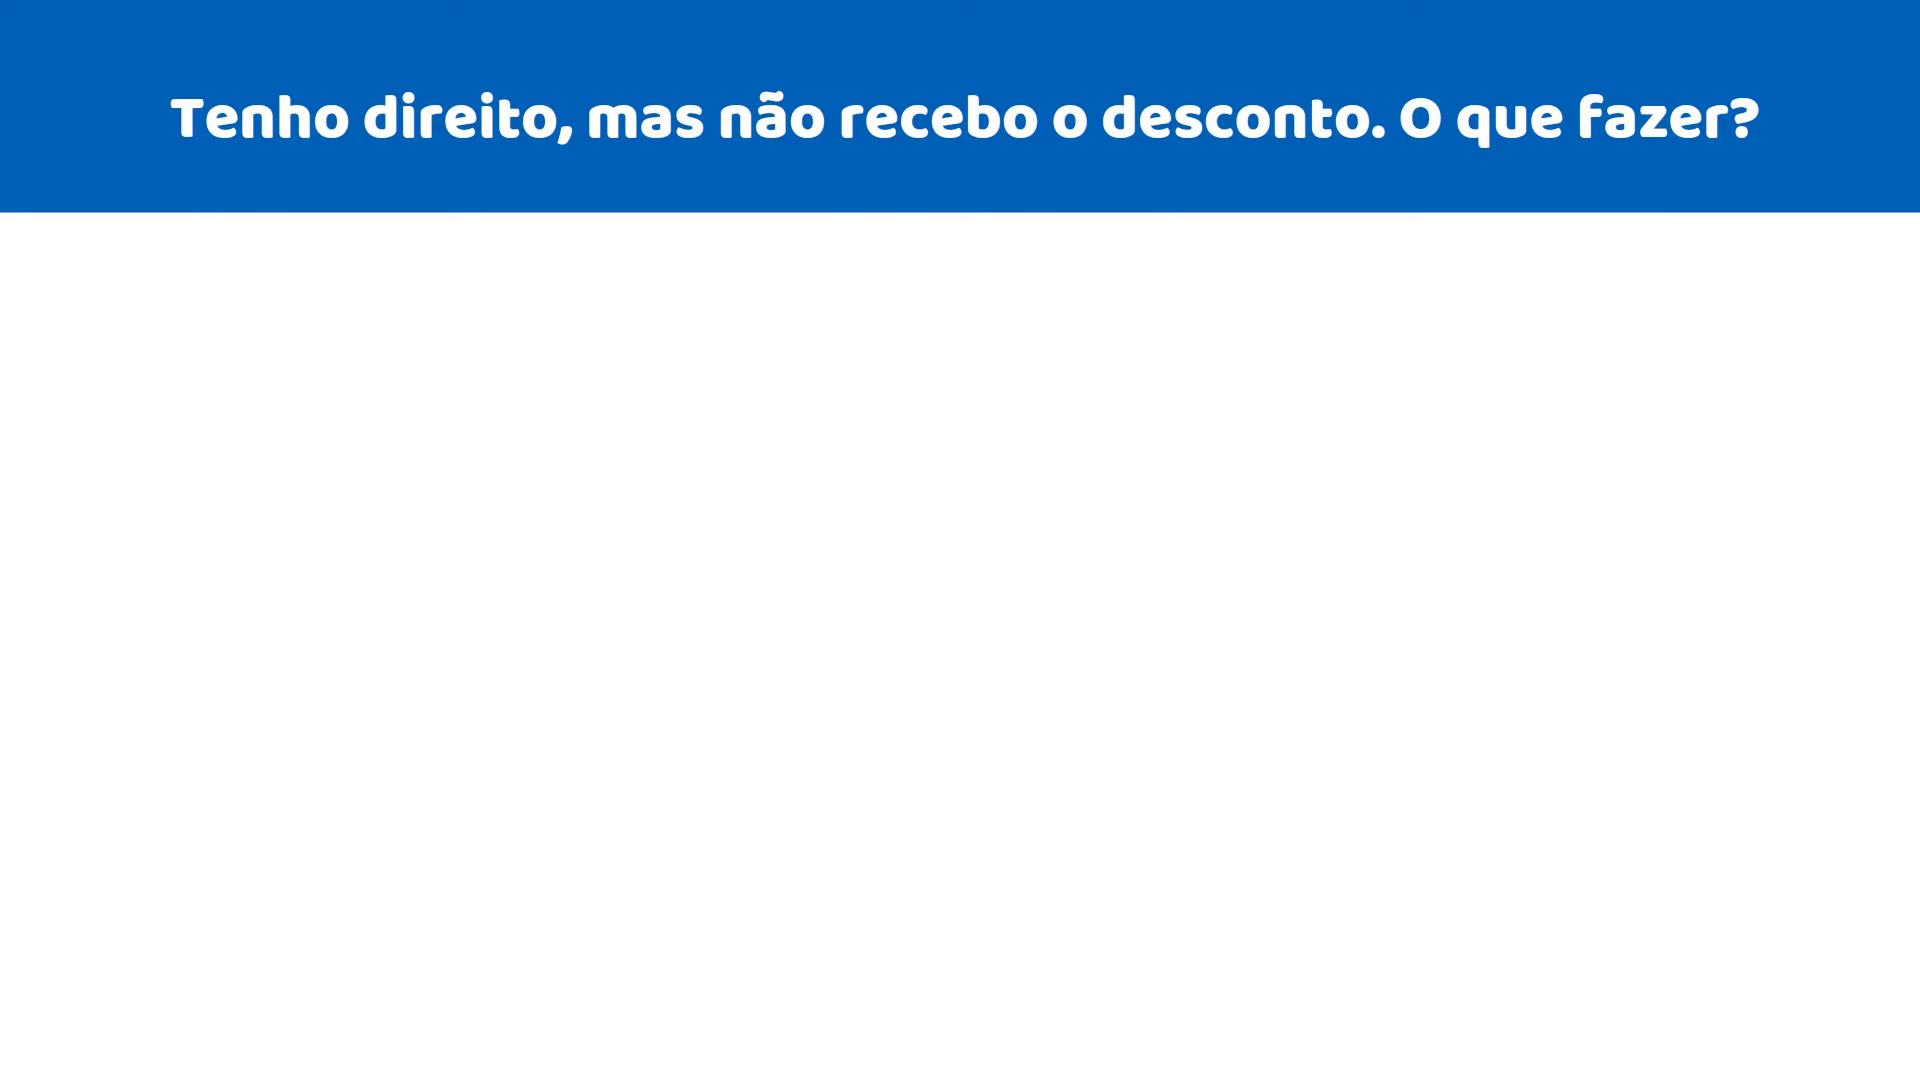 Tenho direito, mas não recebo o desconto. O que fazer?